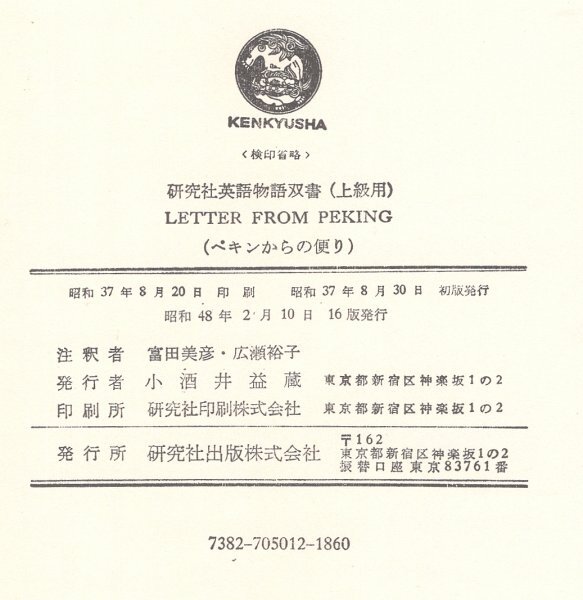 KENKYUSHA
<検印省略>
研究社英語物語双書(上級用)
LETTER FROM PEKING
(ペキンからの便り)
昭和 37 年 8 月 20 日 印 刷 昭和 37 年 8 月 30 日 初版発行
昭和 48 年 2 月 10 日 16 版発行
注 釈 者 富田美彦・広瀬裕子
発 行 者 小 酒 井 益 蔵 東京都新宿区神楽坂1の2
印 刷 所 研究社印刷株式会社 東京都新宿区神楽坂1の2
発 行 所 研究社出版株式会社 〒162
東京都新宿区神楽坂1の2
振替口座東京83761番
7382-705012-1860